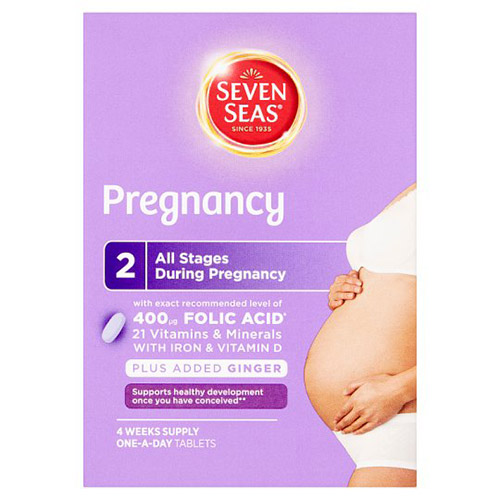 SEVEN
SEAS®
SINCE 1935
Pregnancy
2
All Stages
During Pregnancy
with exact recommended level of
400µg FOLIC ACID*
21 Vitamins & Minerals
WITH IRON & VITAMIN D
PLUS ADDED GINGER
Supports healthy development
once you have conceived**
4 WEEKS SUPPLY
ONE-A-DAY TABLETS